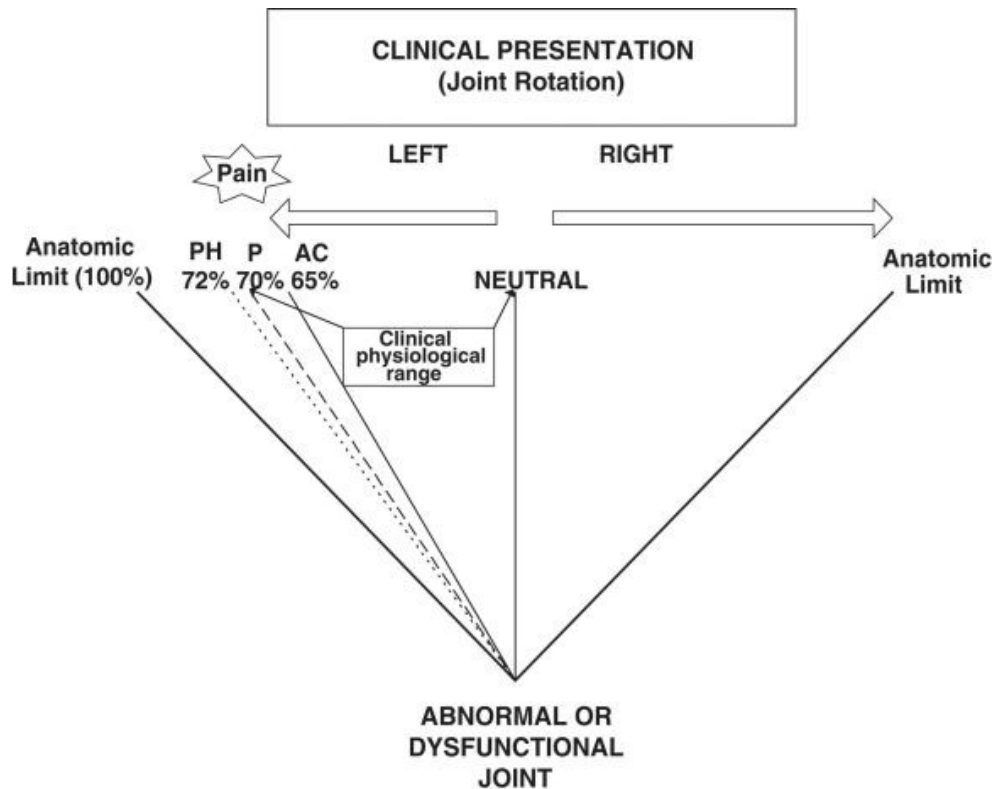 CLINICAL PRESENTATION
(Joint Rotation)
LEFT RIGHT
Pain
Anatomic
Limit (100%)
PH P AC
72% 70% 65%
NEUTRAL
Anatomic
Limit
Clinical
physiological
range
ABNORMAL OR
DYSFUNCTIONAL
JOINT